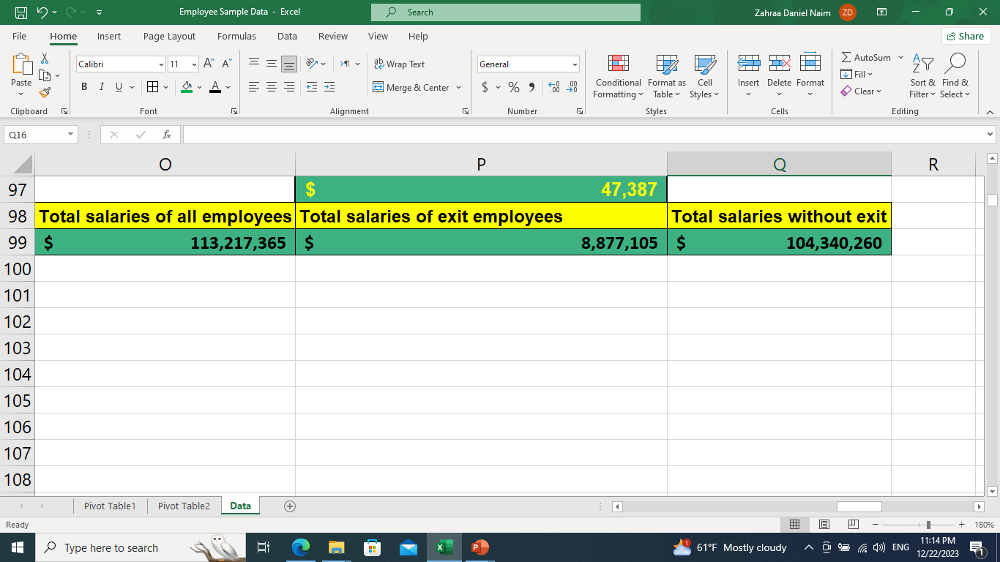 Employee Sample Data - Excel
Search
Zahraa Daniel Naim ZD
File Home Insert Page Layout Formulas Data Review View Help
Share
Paste
Clipboard
Calibri 11 A A
B I U A
Font
ab Wrap Text
Merge & Center
Alignment
General
$ % 9 .00 .00
Number
Conditional Formatting
Format as Table
Cell Styles
Styles
Insert Delete Format
Cells
AutoSum
Fill
Clear
Sort & Filter
Find & Select
Editing
Q16 fx
O P Q R
97 $ 47,387
98 Total salaries of all employees Total salaries of exit employees Total salaries without exit
99 $ 113,217,365 $ 8,877,105 $ 104,340,260
100
101
102
103
104
105
106
107
108
Pivot Table1 Pivot Table2 Data
Ready 180%
Type here to search
1 61°F Mostly cloudy ENG
11:14 PM
12/22/2023
1